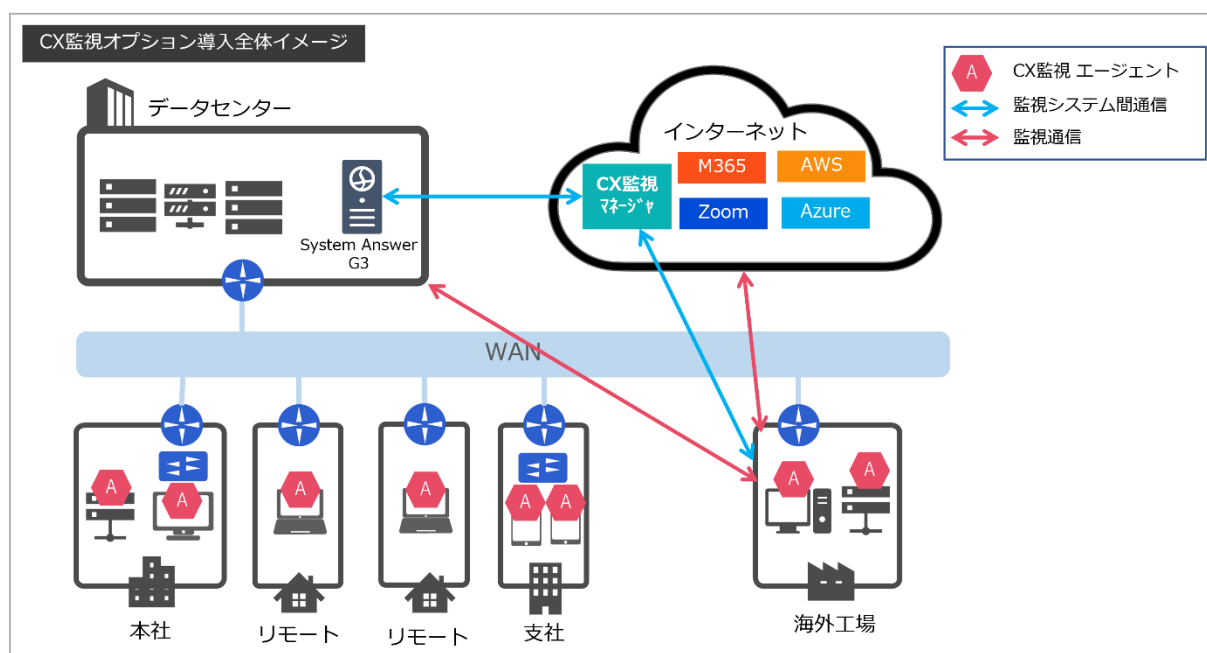 CX監視オプション導入全体イメージ
A
CX監視 エージェント
監視システム間通信
監視通信
データセンター
System Answer
G3
インターネット
CX監視
ﾏﾈｰｼﾞｬ
M365
AWS
Zoom
Azure
WAN
A
A
A
A
A
A
A
A
本社
リモート
リモート
支社
海外工場